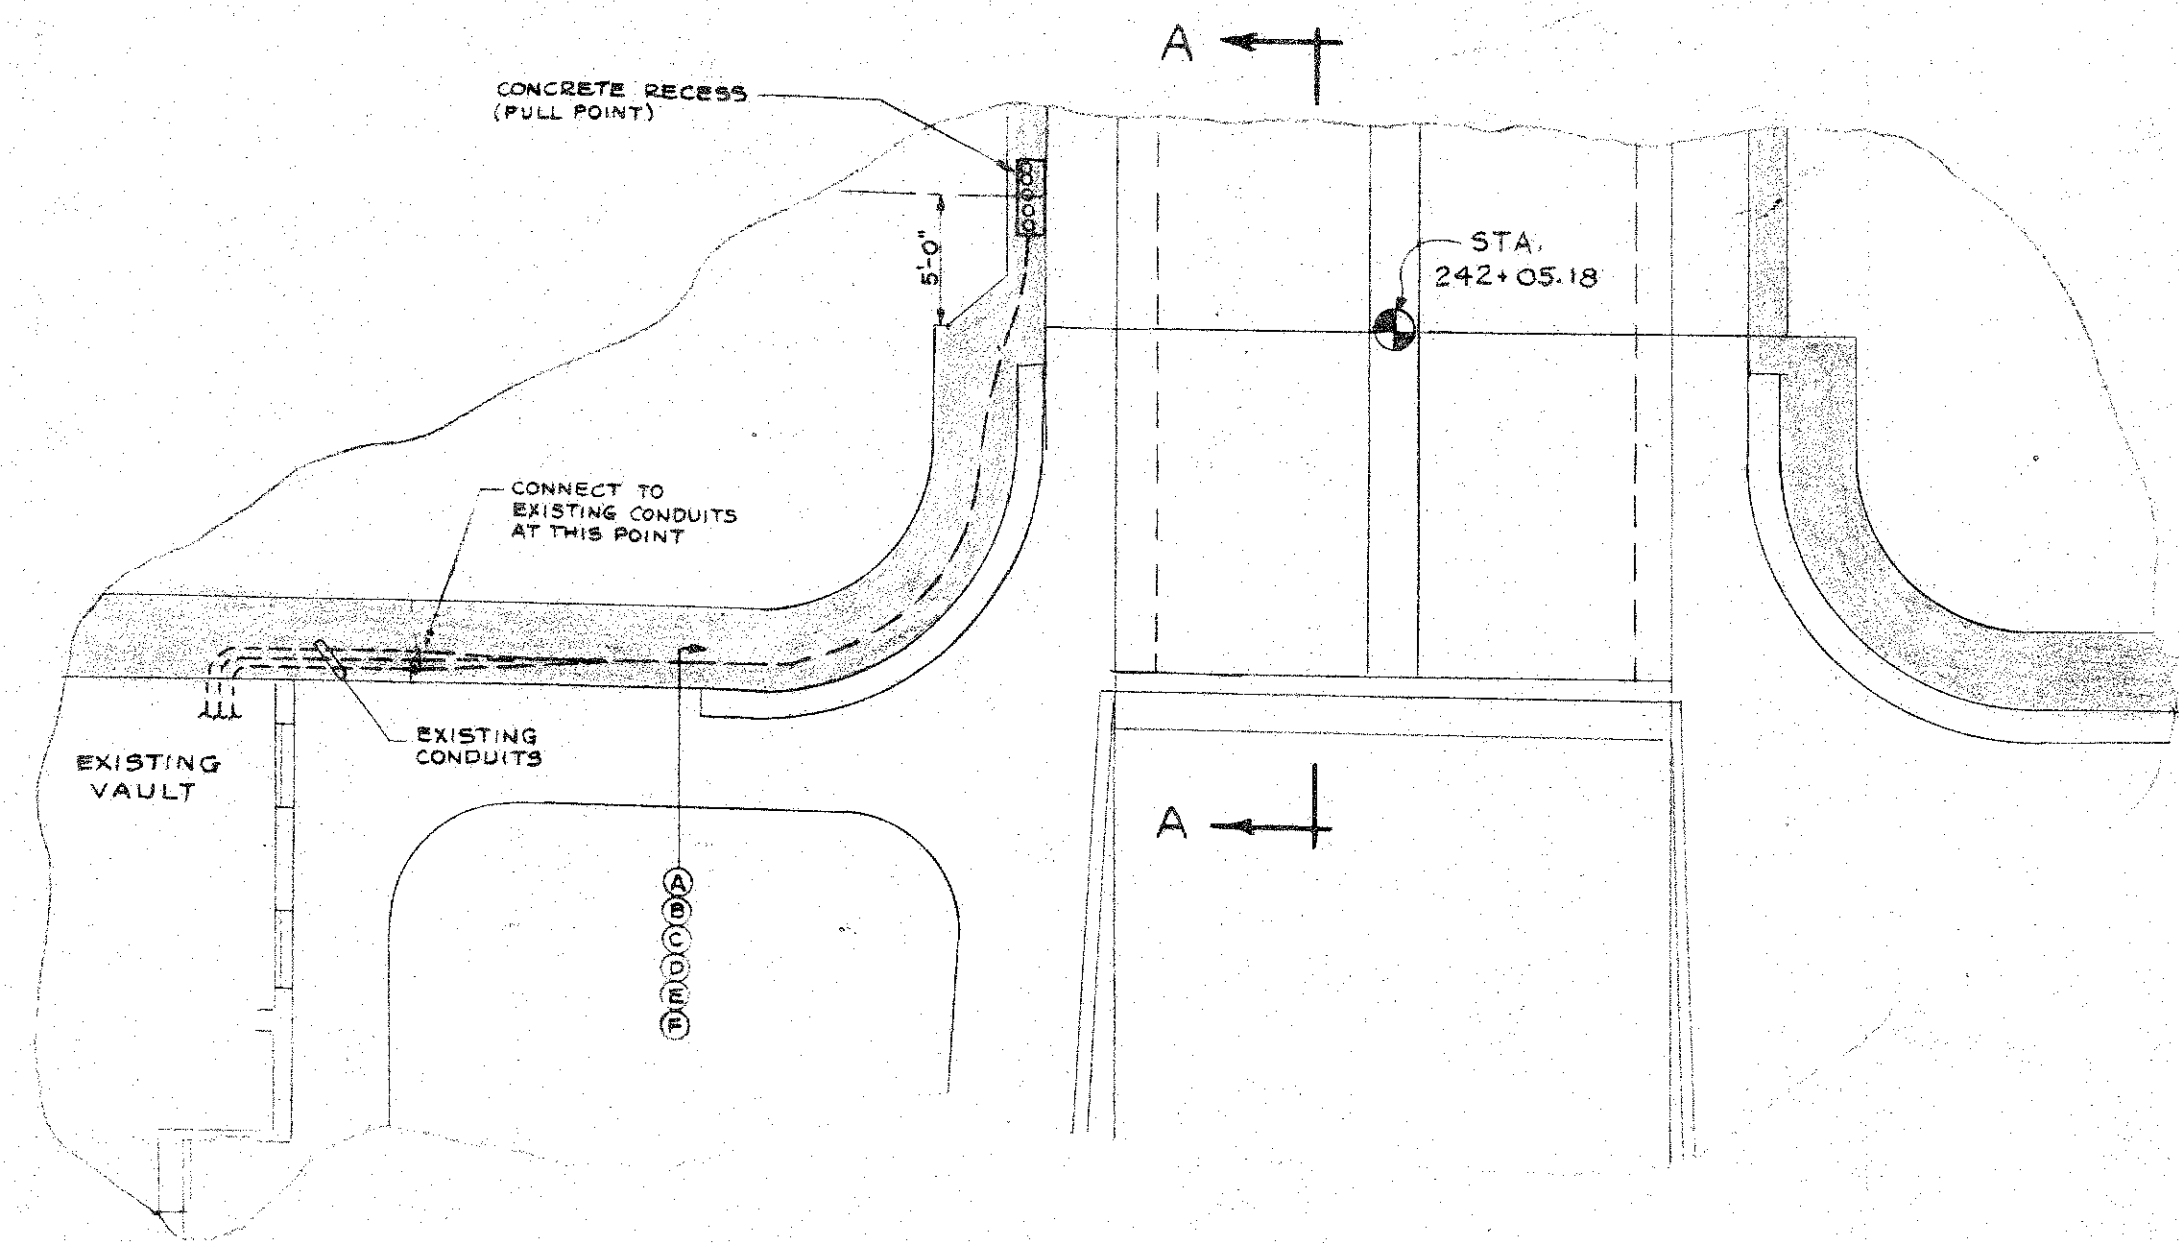 A
CONCRETE RECESS
(PULL POINT)
5'-0"
STA.
242+05.18
CONNECT TO
EXISTING CONDUITS
AT THIS POINT
EXISTING
CONDUITS
EXISTING
VAULT
A
A
B
C
D
E
F